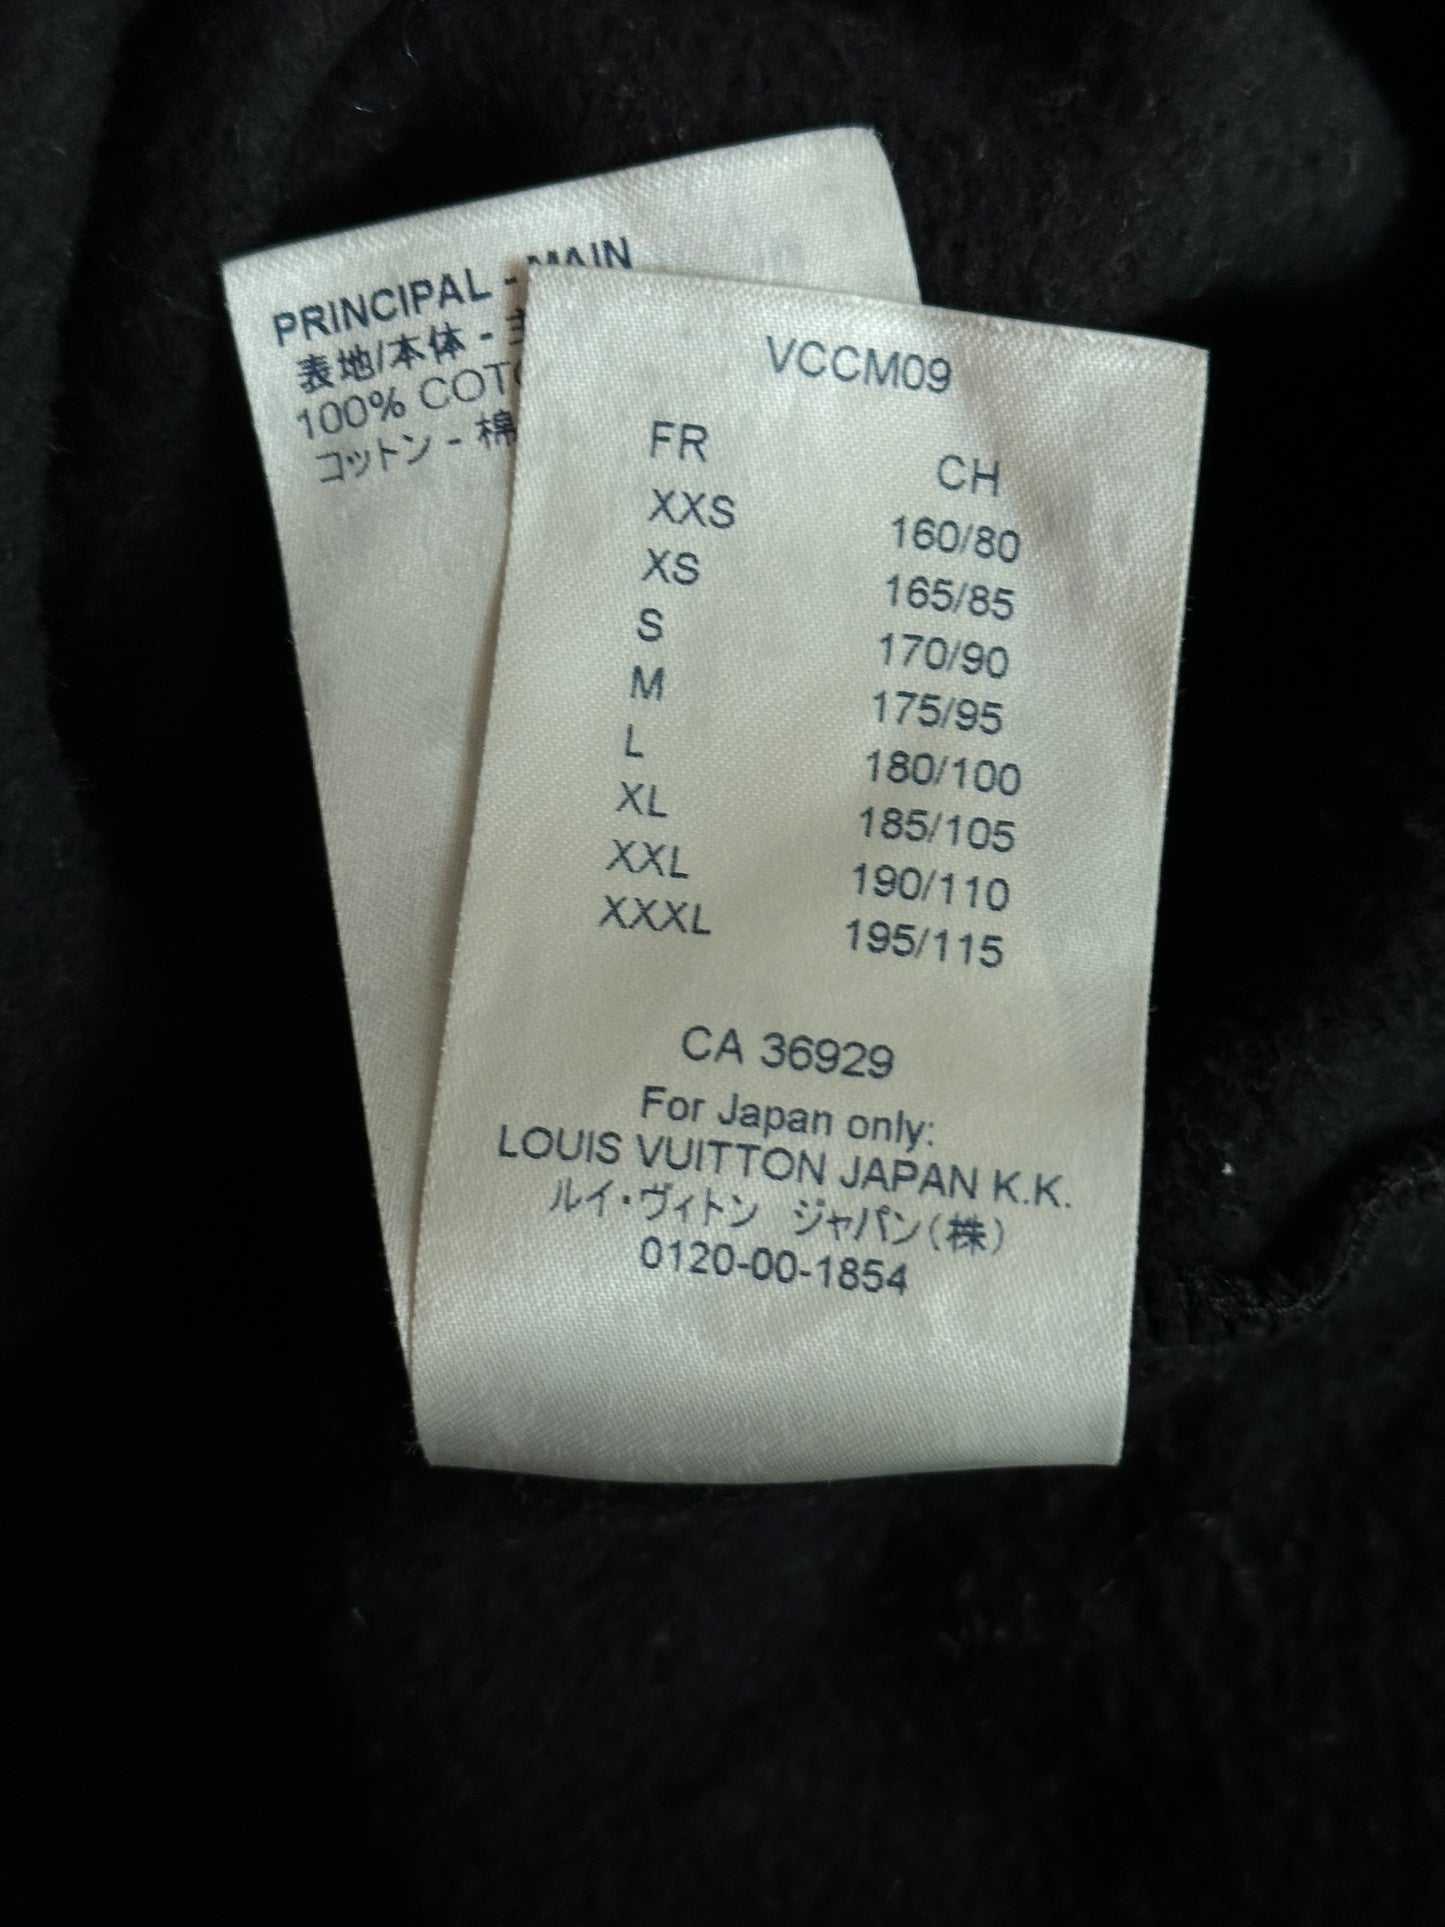 PRINCIPAL - MAIN
表地/本体 -
100%
コットン - 棉
VCCM09
FR CH
XXS 160/80
XS 165/85
S 170/90
M 175/95
L 180/100
XL 185/105
XXL 190/110
XXXL 195/115
CA 36929
For Japan only:
LOUIS VUITTON JAPAN K.K.
ルイ・ヴィトン ジャパン(株)
0120-00-1854